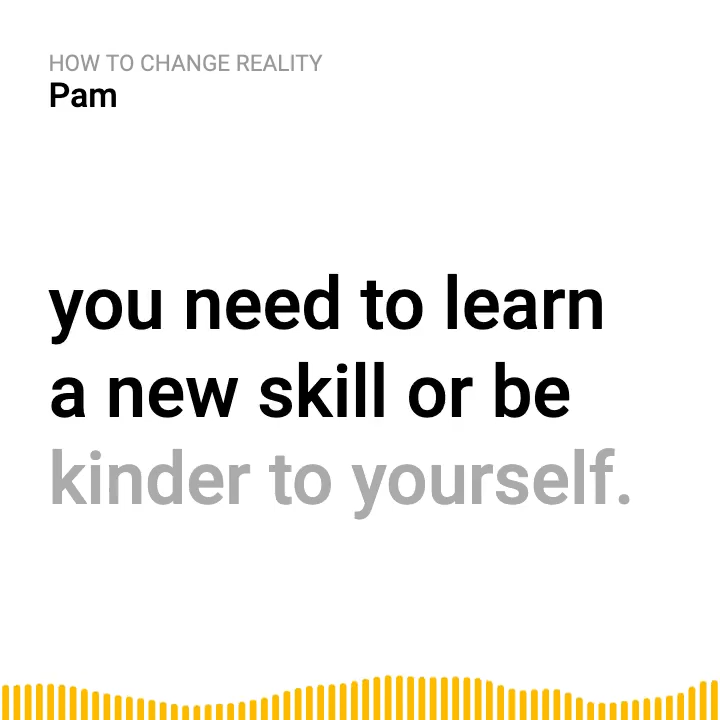 HOW TO CHANGE REALITY
Pam
you need to learn
a new skill or be
kinder to yourself.